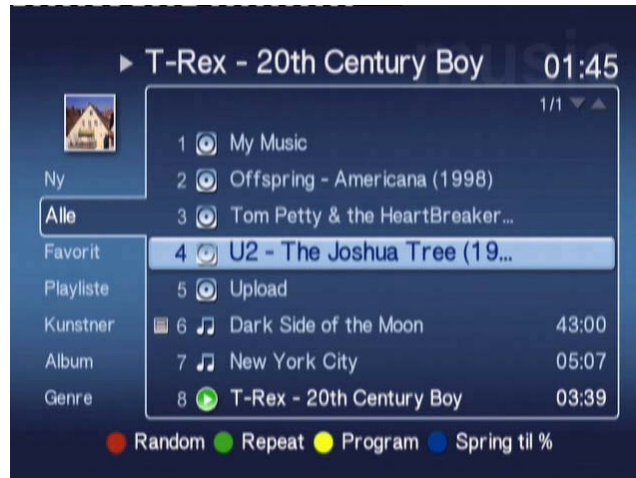 music
T-Rex - 20th Century Boy 01:45
1/1
1 My Music
Ny
2 Offspring - Americana (1998)
Alle
3 Tom Petty & the HeartBreaker...
Favorit
4 U2 - The Joshua Tree (19...
Playliste
5 Upload
Kunstner
6 Dark Side of the Moon 43:00
Album
7 New York City 05:07
Genre
8 T-Rex - 20th Century Boy 03:39
Random Repeat Program Spring til %